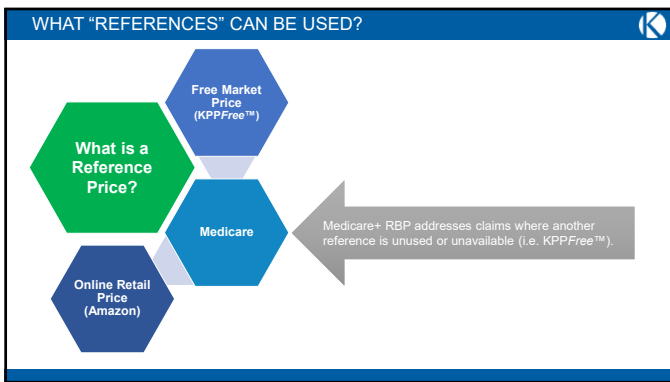 WHAT “REFERENCES” CAN BE USED?
K
Free Market
Price
(KPPFree™)
What is a
Reference
Price?
Medicare
Medicare+ RBP addresses claims where another
reference is unused or unavailable (i.e. KPPFree™).
Online Retail
Price
(Amazon)